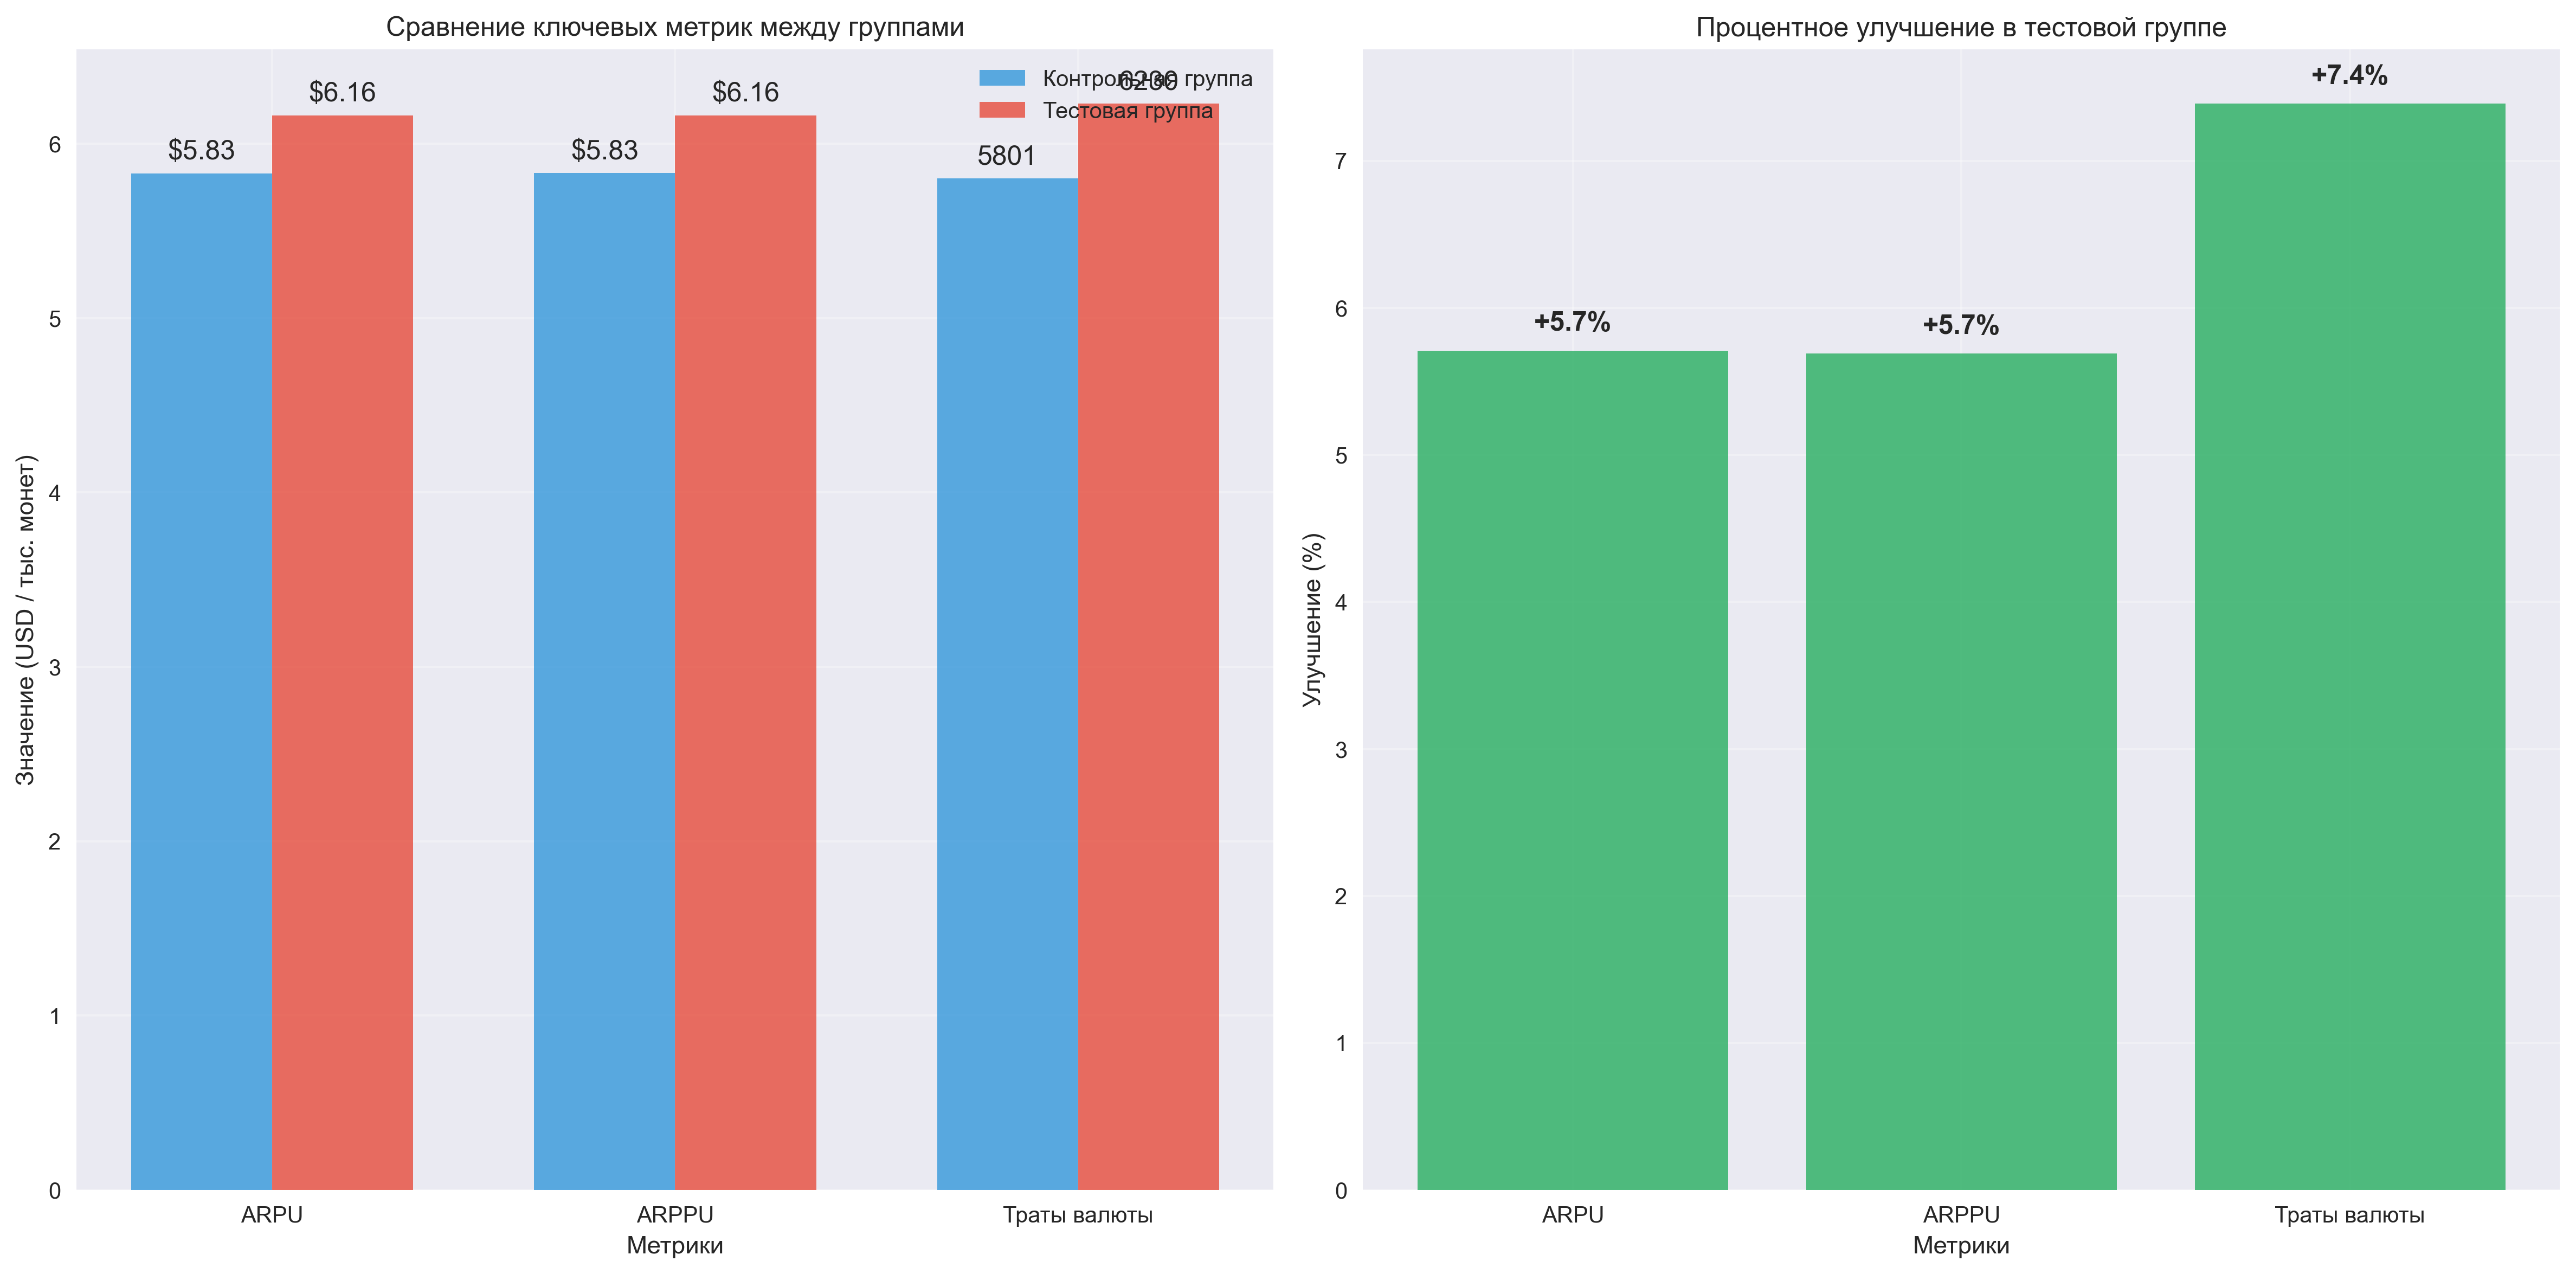 Сравнение ключевых метрик между группами
Контрольная группа
Тестовая группа
$5.83
$6.16
$5.83
$6.16
5801
6
5
4
3
2
1
0
Значение (USD / тыс. монет)
ARPU
ARPPU
Траты валюты
Метрики
Процентное улучшение в тестовой группе
+5.7%
+5.7%
+7.4%
7
6
5
4
3
2
1
0
Улучшение (%)
ARPU
ARPPU
Траты валюты
Метрики